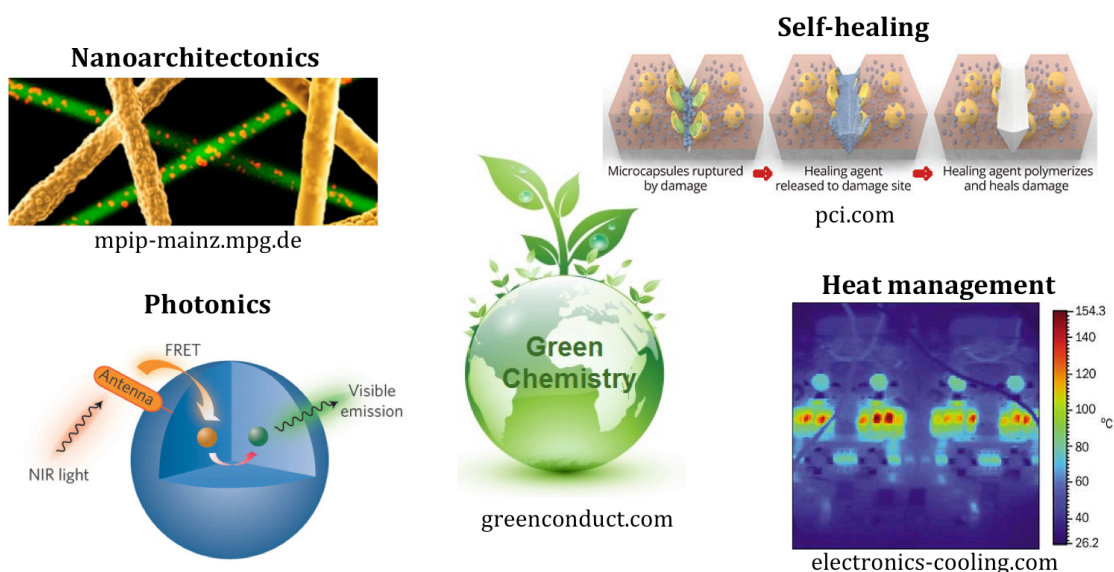 Nanoarchitectonics
mpip-mainz.mpg.de
Self-healing
Microcapsules ruptured
by damage
Healing agent
released to damage site
Healing agent polymerizes
and heals damage
pci.com
Photonics
FRET
Antenna
Visible
emission
NIR light
Green
Chemistry
greenconduct.com
Heat management
154.3
140
120
100
°C
80
60
40
26.2
electronics-cooling.com